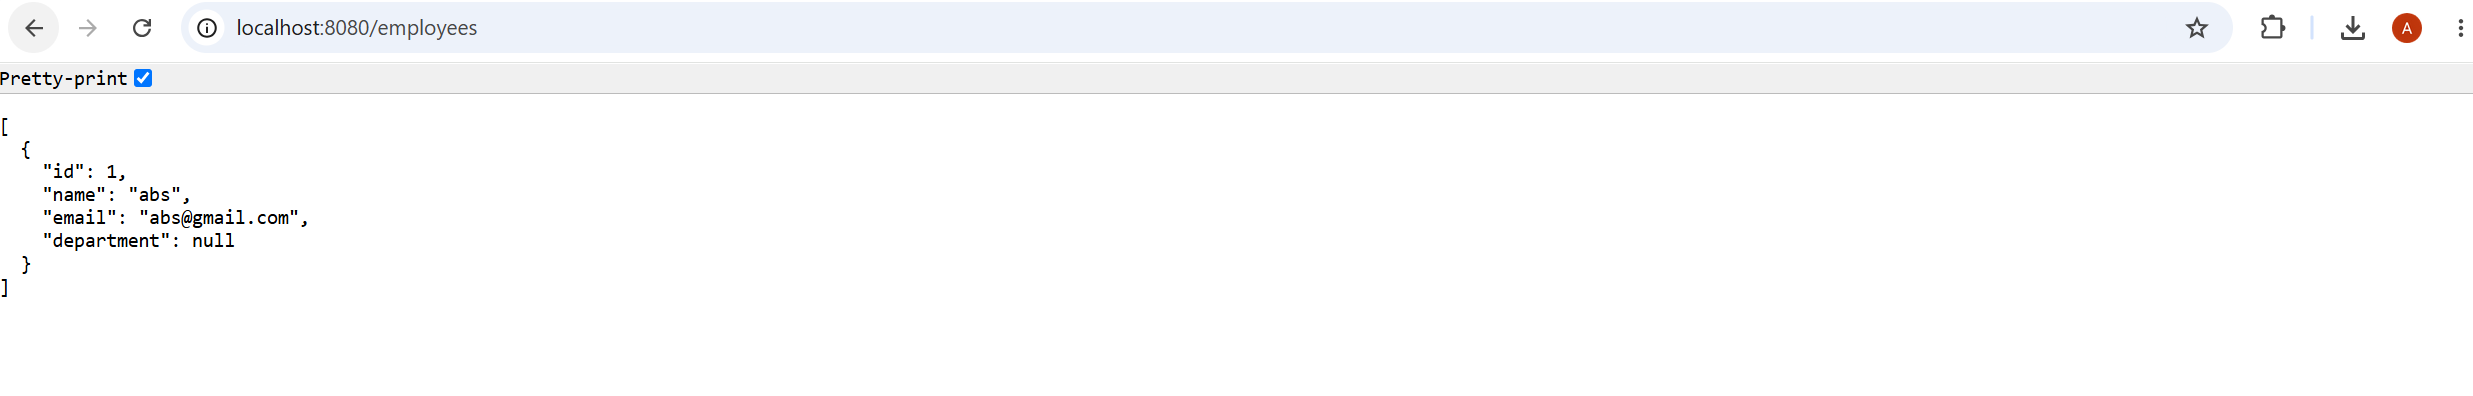 localhost:8080/employees
A
Pretty-print
[
  {
    "id": 1,
    "name": "abs",
    "email": "abs@gmail.com",
    "department": null
  }
]